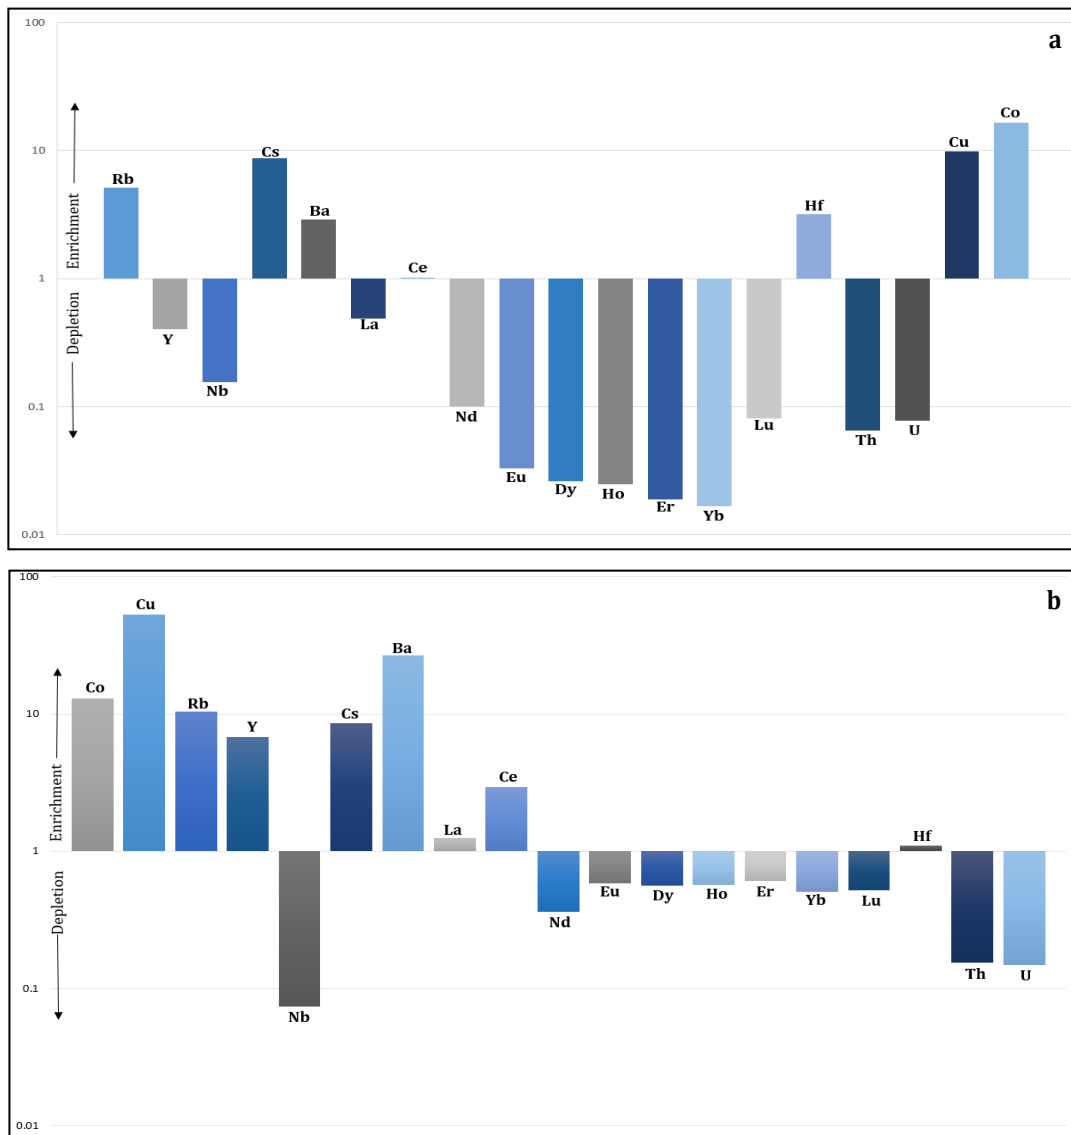 a
100
10
1
0.1
0.01
Enrichment
Depletion
Rb
Y
Nb
Cs
Ba
La
Ce
Nd
Eu
Dy
Ho
Er
Yb
Lu
Hf
Th
U
Cu
Co
b
100
10
1
0.1
0.01
Enrichment
Depletion
Co
Cu
Rb
Y
Nb
Cs
Ba
La
Ce
Nd
Eu
Dy
Ho
Er
Yb
Lu
Hf
Th
U